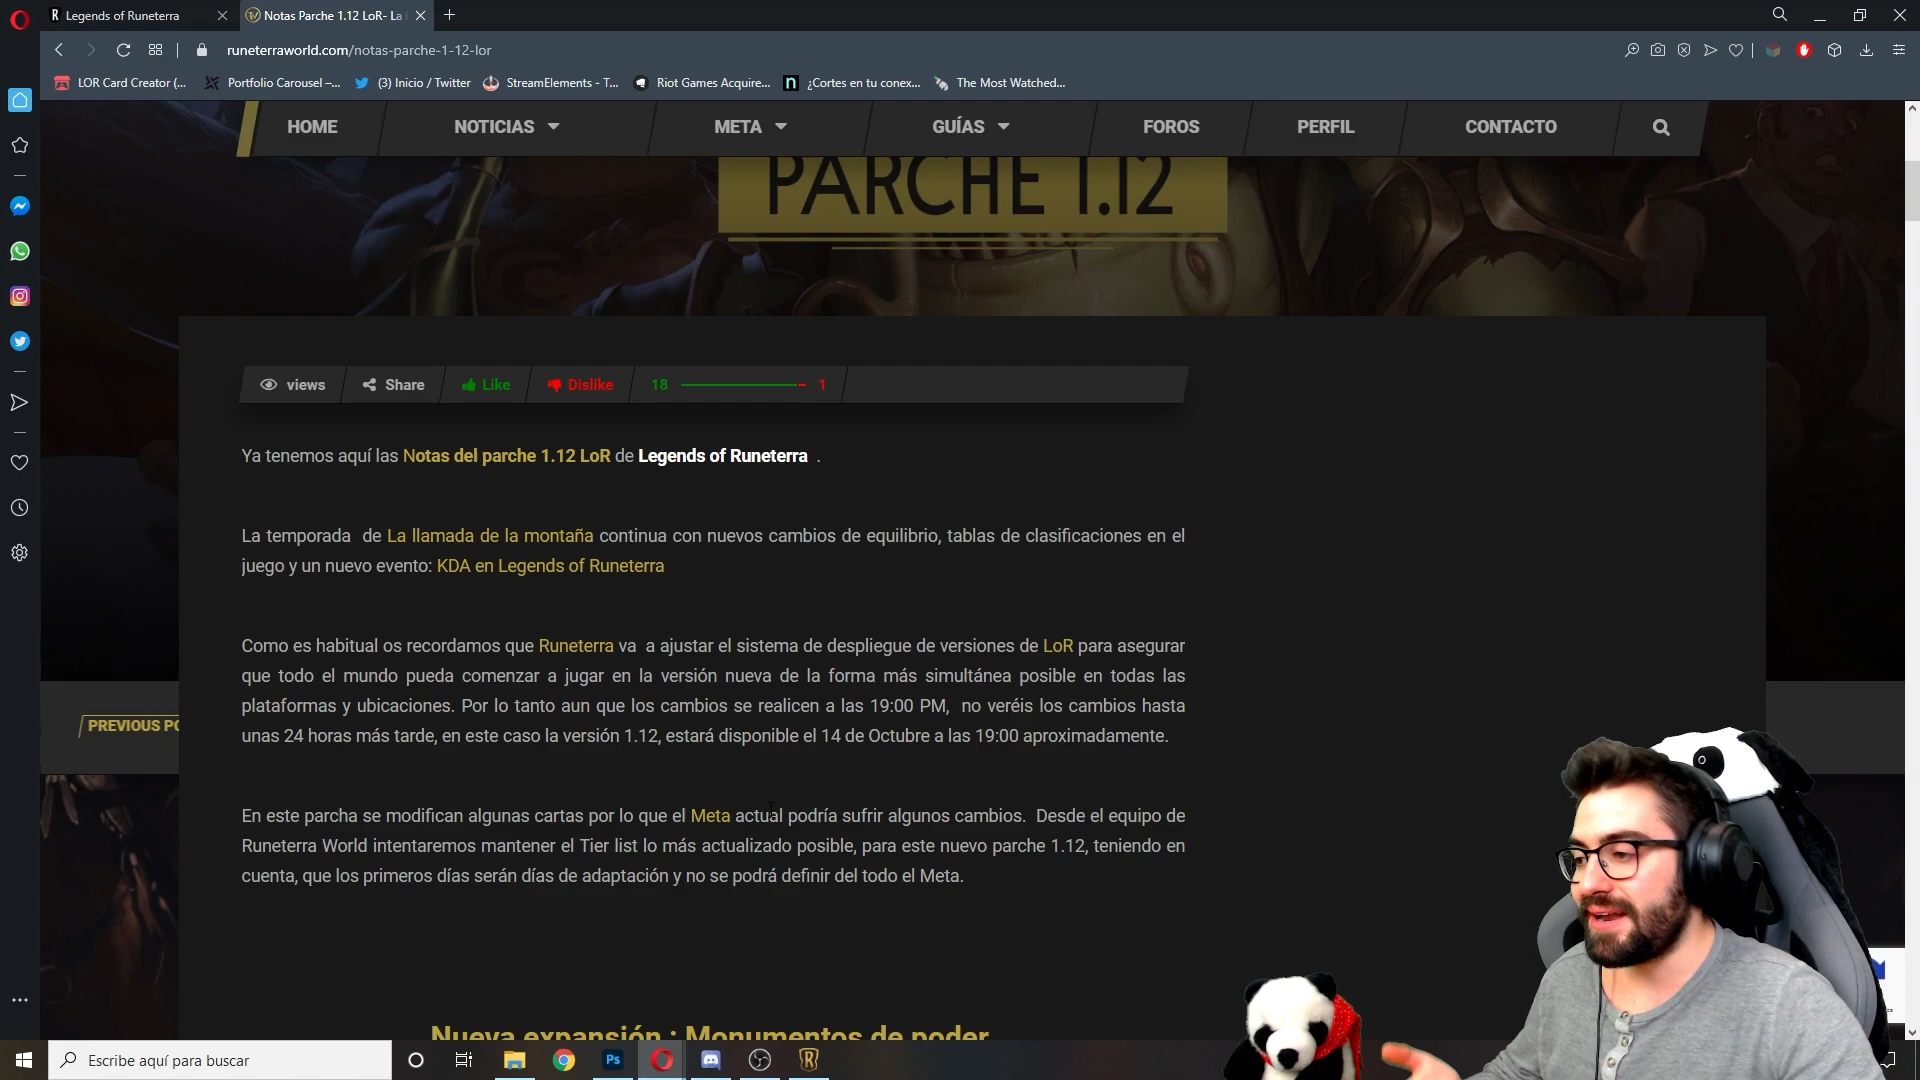 Legends of Runeterra
Notas Parche 1.12 LoR- La
runeterraworld.com/notas-parche-1-12-lor
LOR Card Creator (...
Portfolio Carousel –...
(3) Inicio / Twitter
StreamElements - T...
Riot Games Acquire...
¿Cortes en tu conex...
The Most Watched...
HOME
NOTICIAS
META
GUÍAS
FOROS
PERFIL
CONTACTO
PARCHE 1.12
views
Share
Like
Dislike
18
1
Ya tenemos aquí las Notas del parche 1.12 LoR de Legends of Runeterra .
La temporada de La llamada de la montaña continua con nuevos cambios de equilibrio, tablas de clasificaciones en el
juego y un nuevo evento: KDA en Legends of Runeterra
Como es habitual os recordamos que Runeterra va a ajustar el sistema de despliegue de versiones de LoR para asegurar
que todo el mundo pueda comenzar a jugar en la versión nueva de la forma más simultánea posible en todas las
plataformas y ubicaciones. Por lo tanto aun que los cambios se realicen a las 19:00 PM, no veréis los cambios hasta
unas 24 horas más tarde, en este caso la versión 1.12, estará disponible el 14 de Octubre a las 19:00 aproximadamente.
PREVIOUS PO
En este parcha se modifican algunas cartas por lo que el Meta actual podría sufrir algunos cambios. Desde el equipo de
Runeterra World intentaremos mantener el Tier list lo más actualizado posible, para este nuevo parche 1.12, teniendo en
cuenta, que los primeros días serán días de adaptación y no se podrá definir del todo el Meta.
Nueva expansión : Monumentos de poder
Escribe aquí para buscar
Ps